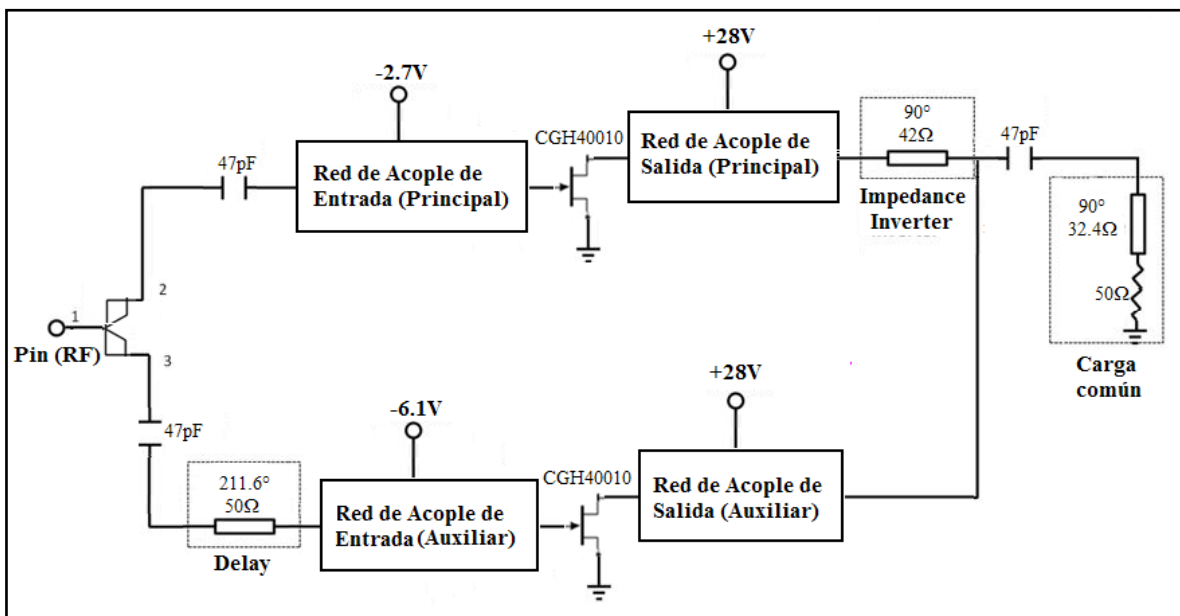 -2.7V
+28V
47pF
Red de Acople de
Entrada (Principal)
CGH40010
Red de Acople de
Salida (Principal)
90°
42Ω
Impedance
Inverter
47pF
90°
32.4Ω
50Ω
Carga
común
1
2
3
Pin (RF)
47pF
211.6°
50Ω
Delay
-6.1V
Red de Acople de
Entrada (Auxiliar)
CGH40010
+28V
Red de Acople de
Salida (Auxiliar)